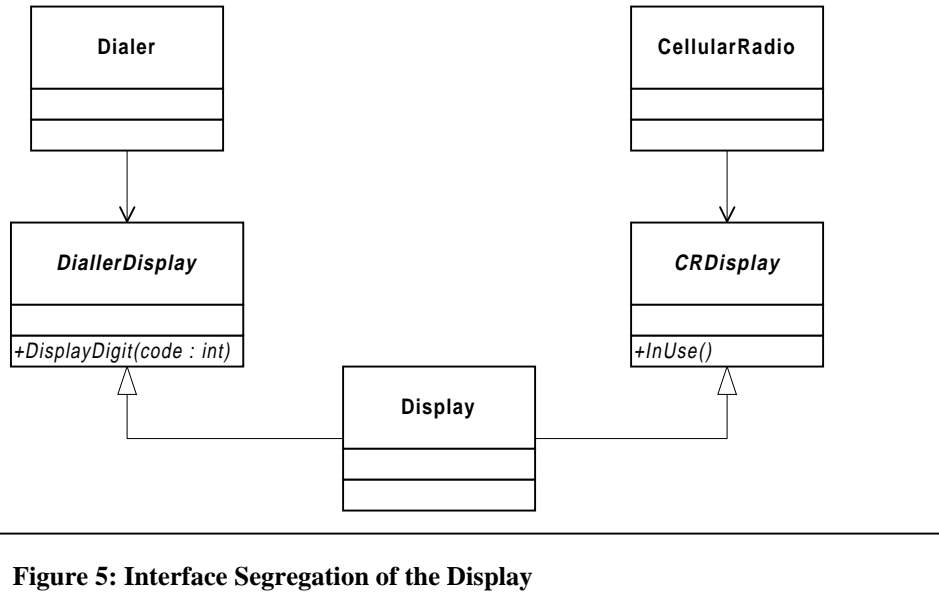 Dialer
CellularRadio
DiallerDisplay
CRDisplay
+DisplayDigit(code : int)
+InUse()
Display
Figure 5: Interface Segregation of the Display